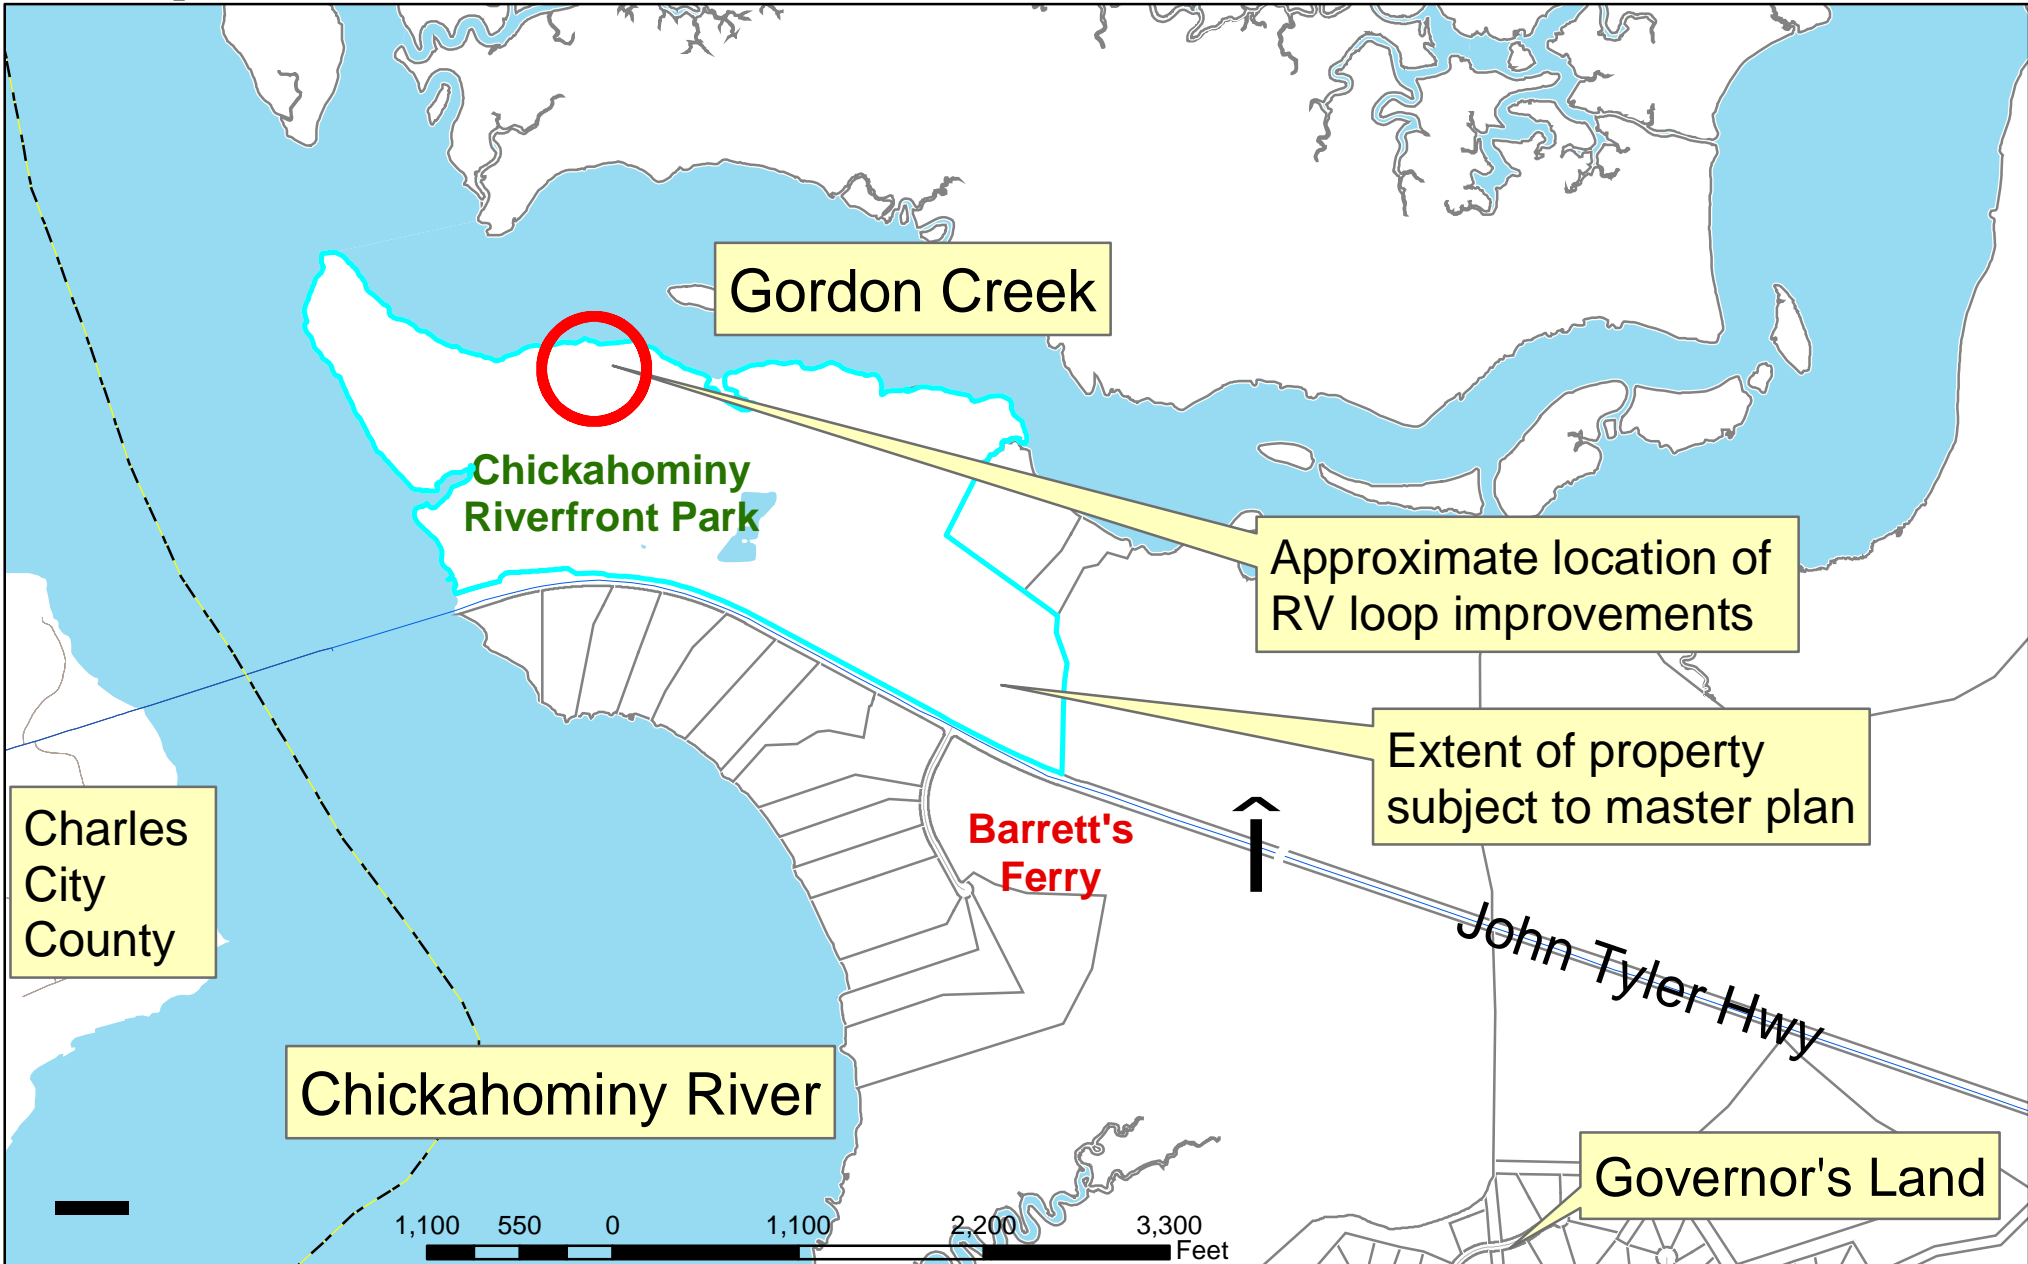 Gordon Creek
Chickahominy
Riverfront Park
Approximate location of
RV loop improvements
Extent of property
subject to master plan
Charles
City
County
Barrett's
Ferry
John Tyler Hwy
Chickahominy River
Governor's Land
1,100 550 0 1,100 2,200 3,300
Feet